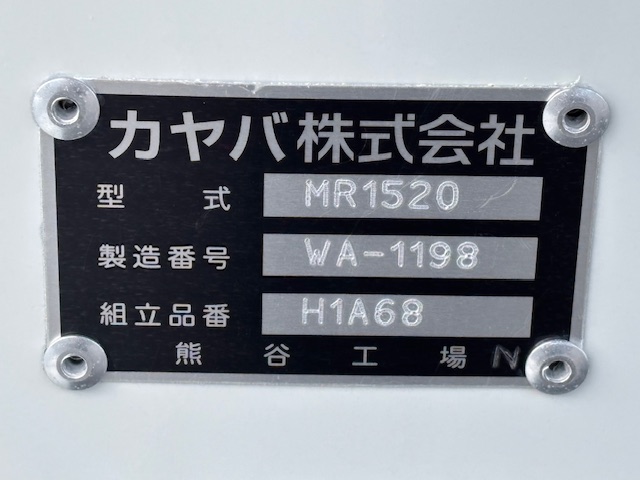 カヤバ株式会社
型式 MR1520
製造番号 WA-1198
組立品番 H1A68
熊谷工場 N